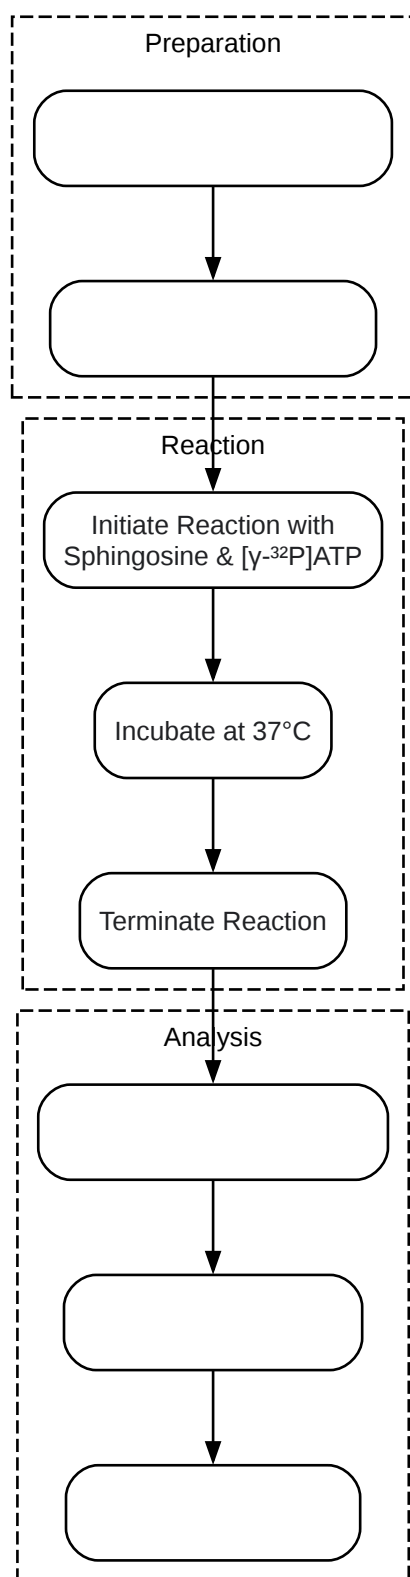 Preparation
Reaction
Initiate Reaction with
Sphingosine & [γ-³²P]ATP
Incubate at 37°C
Terminate Reaction
Analysis